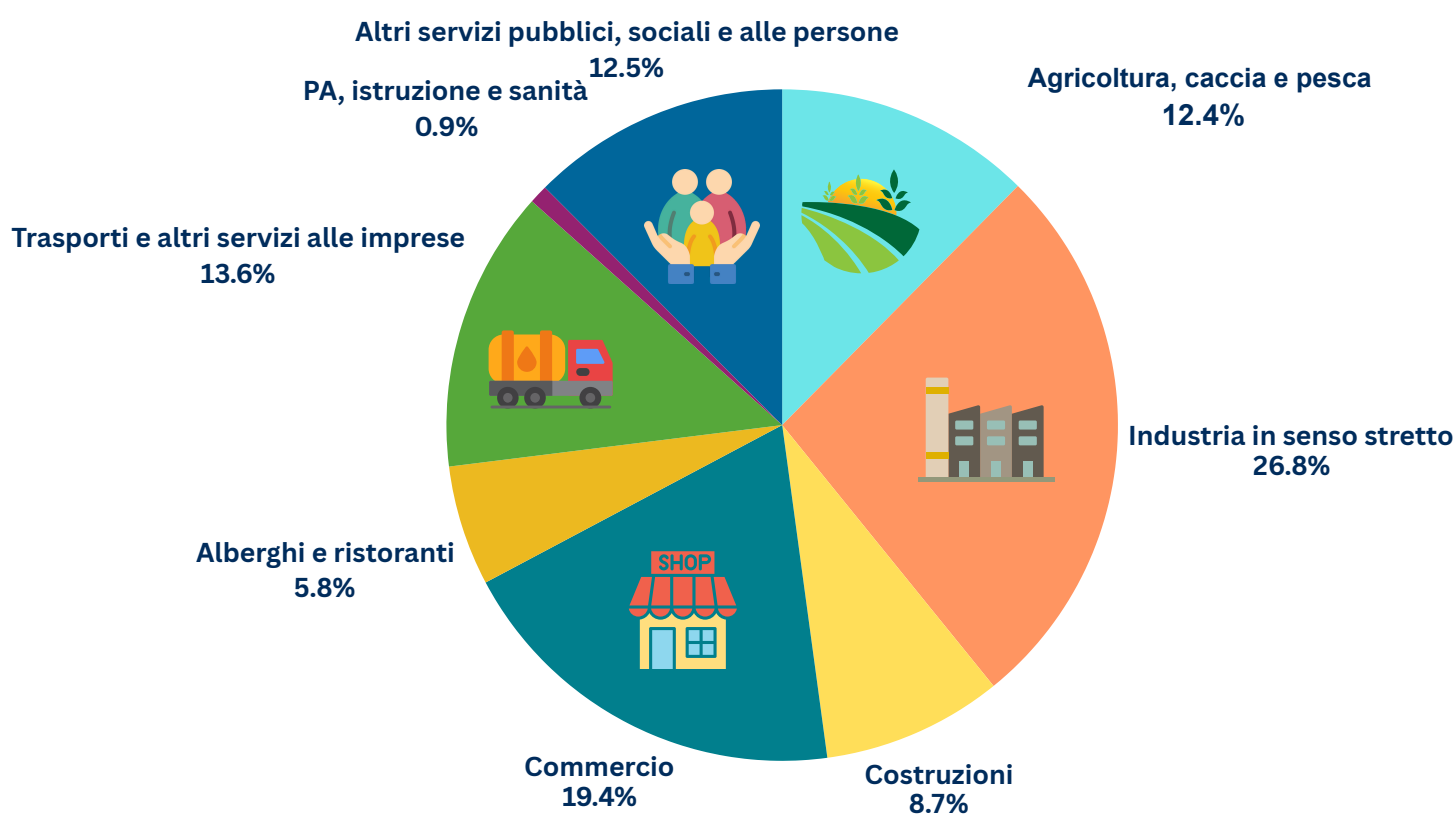 Altri servizi pubblici, sociali e alle persone
12.5%
PA, istruzione e sanità
0.9%
Agricoltura, caccia e pesca
12.4%
Trasporti e altri servizi alle imprese
13.6%
Industria in senso stretto
26.8%
Alberghi e ristoranti
5.8%
SHOP
Commercio
19.4%
Costruzioni
8.7%